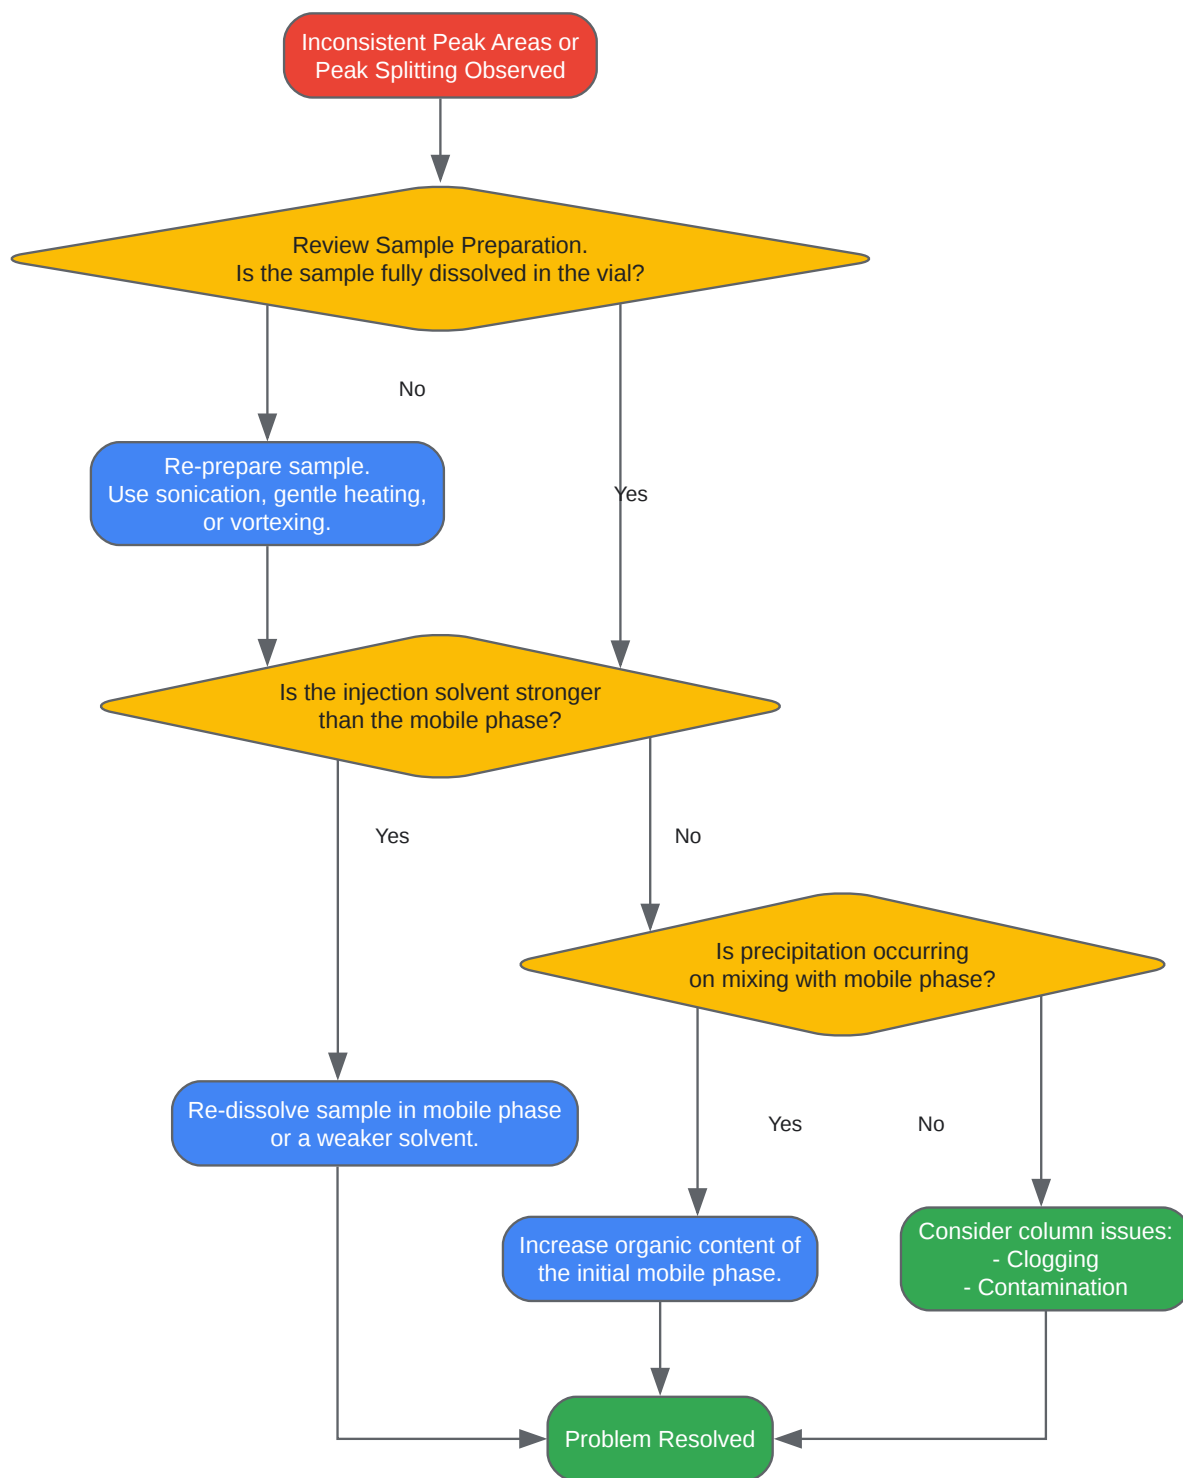 Inconsistent Peak Areas or
Peak Splitting Observed
Review Sample Preparation.
Is the sample fully dissolved in the vial?
No
Re-prepare sample.
Use sonication, gentle heating,
or vortexing.
Yes
Is the injection solvent stronger
than the mobile phase?
Yes
No
Is precipitation occurring
on mixing with mobile phase?
Re-dissolve sample in mobile phase
or a weaker solvent.
Yes
No
Increase organic content of
the initial mobile phase.
Consider column issues:
- Clogging
- Contamination
Problem Resolved